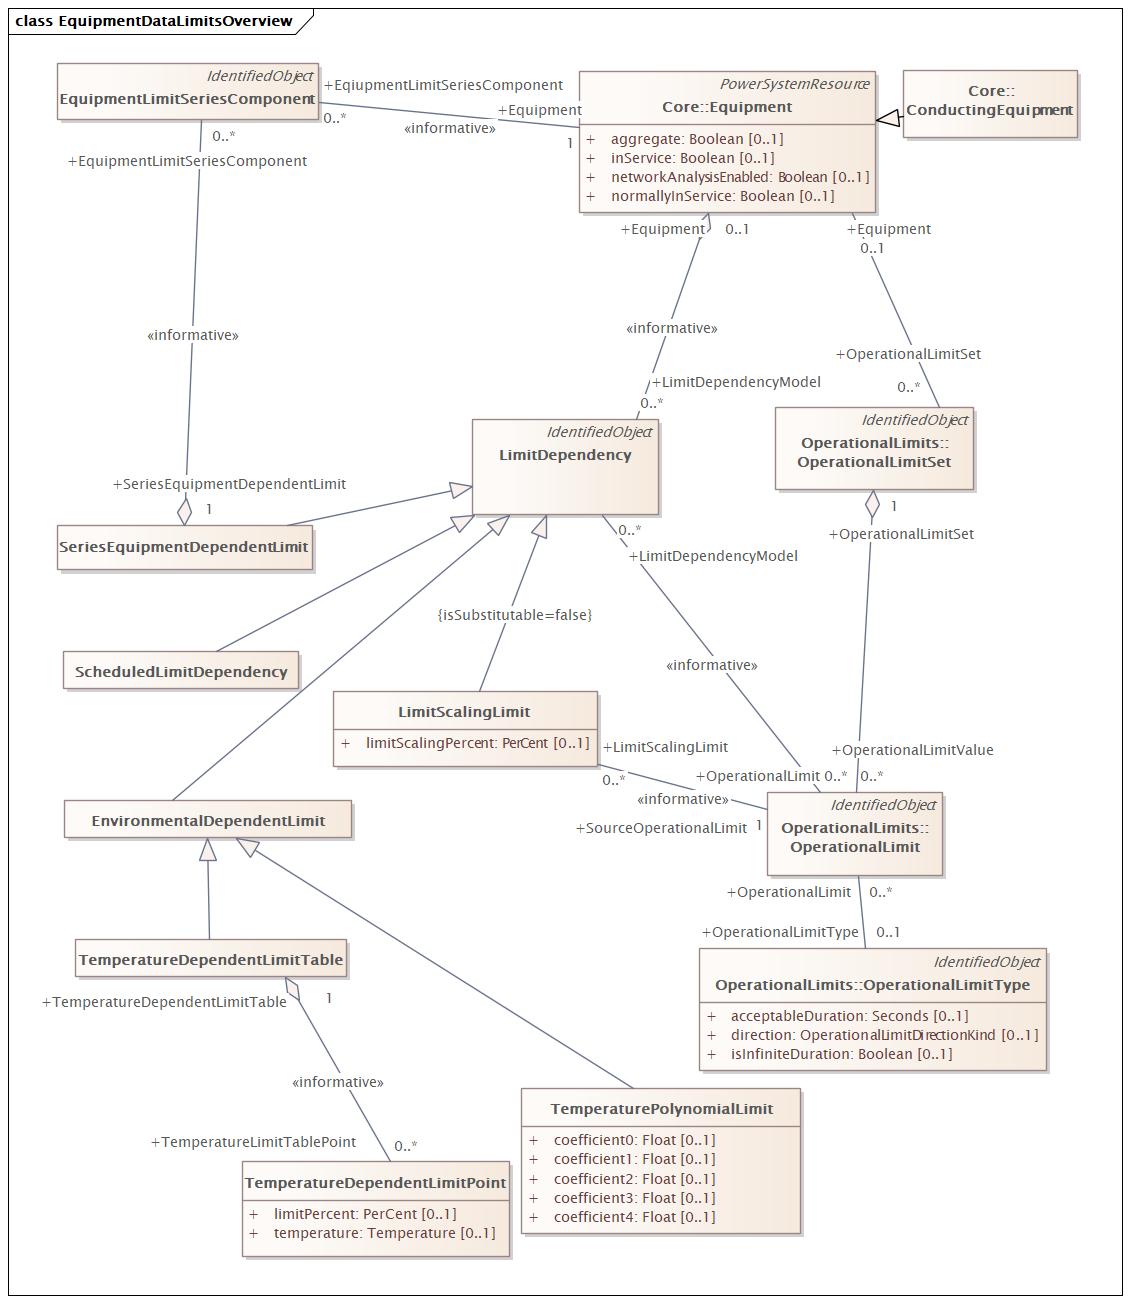 class EquipmentDataLimitsOverview
IdentifiedObject
EquipmentLimitSeriesComponent
+EqiupmentLimitSeriesComponent
0..*
«informative»
+Equipment
1
PowerSystemResource
Core::Equipment
+ aggregate: Boolean [0..1]
+ inService: Boolean [0..1]
+ networkAnalysisEnabled: Boolean [0..1]
+ normallyInService: Boolean [0..1]
Core::
ConductingEquipment
0..*
+EquipmentLimitSeriesComponent
«informative»
+SeriesEquipmentDependentLimit
1
+Equipment 0..1
«informative»
+LimitDependencyModel
0..*
+Equipment
0..1
+OperationalLimitSet
0..*
IdentifiedObject
LimitDependency
IdentifiedObject
OperationalLimits::
OperationalLimitSet
1
+OperationalLimitSet
SeriesEquipmentDependentLimit
0..*
+LimitDependencyModel
{isSubstitutable=false}
«informative»
ScheduledLimitDependency
LimitScalingLimit
+ limitScalingPercent: PerCent [0..1]
+LimitScalingLimit
0..*
«informative»
+SourceOperationalLimit
1
+OperationalLimit 0..*
+OperationalLimitValue
0..*
EnvironmentalDependentLimit
IdentifiedObject
OperationalLimits::
OperationalLimit
+OperationalLimit 0..*
+OperationalLimitType 0..1
TemperatureDependentLimitTable
+TemperatureDependentLimitTable 1
«informative»
+TemperatureLimitTablePoint 0..*
IdentifiedObject
OperationalLimits::OperationalLimitType
+ acceptableDuration: Seconds [0..1]
+ direction: OperationalLimitDirectionKind [0..1]
+ isInfiniteDuration: Boolean [0..1]
TemperaturePolynomialLimit
+ coefficient0: Float [0..1]
+ coefficient1: Float [0..1]
+ coefficient2: Float [0..1]
+ coefficient3: Float [0..1]
+ coefficient4: Float [0..1]
TemperatureDependentLimitPoint
+ limitPercent: PerCent [0..1]
+ temperature: Temperature [0..1]